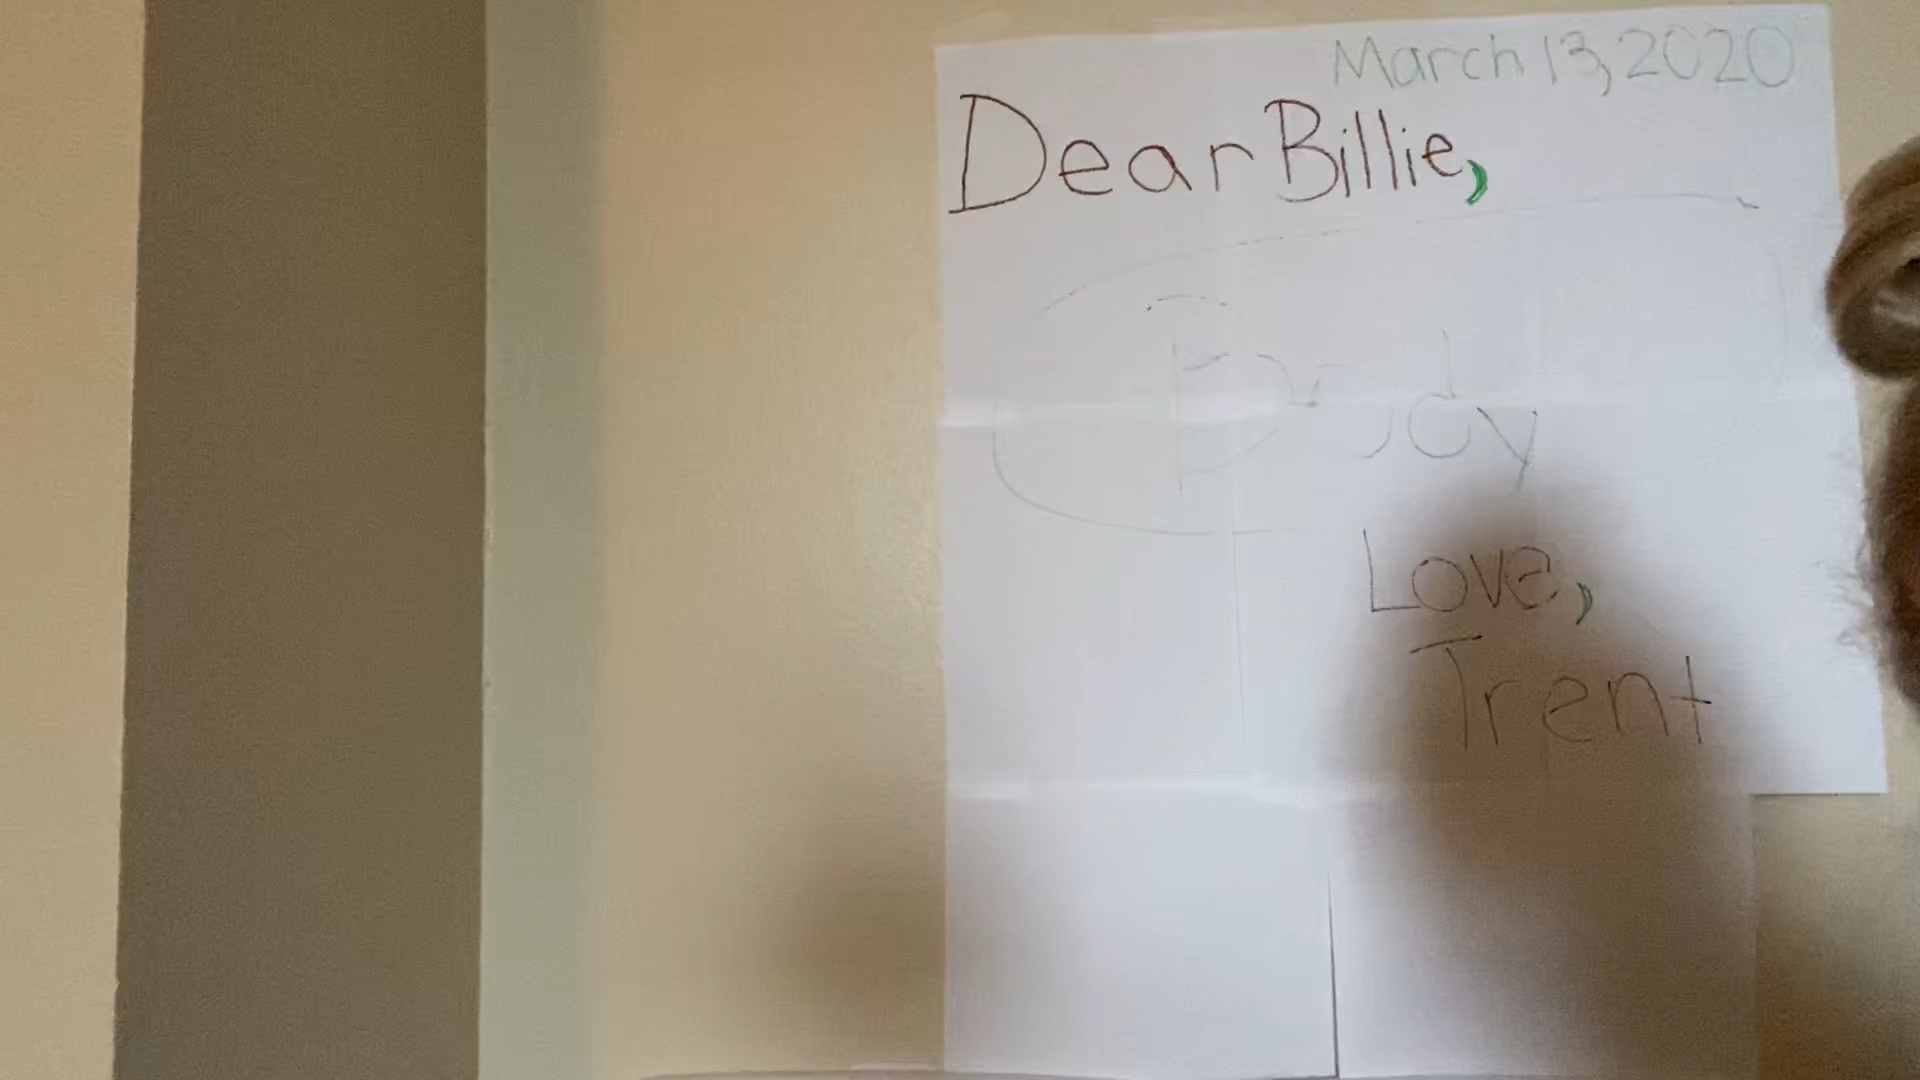 March 13, 2020
Dear Billie,
Body
Love,
Trent